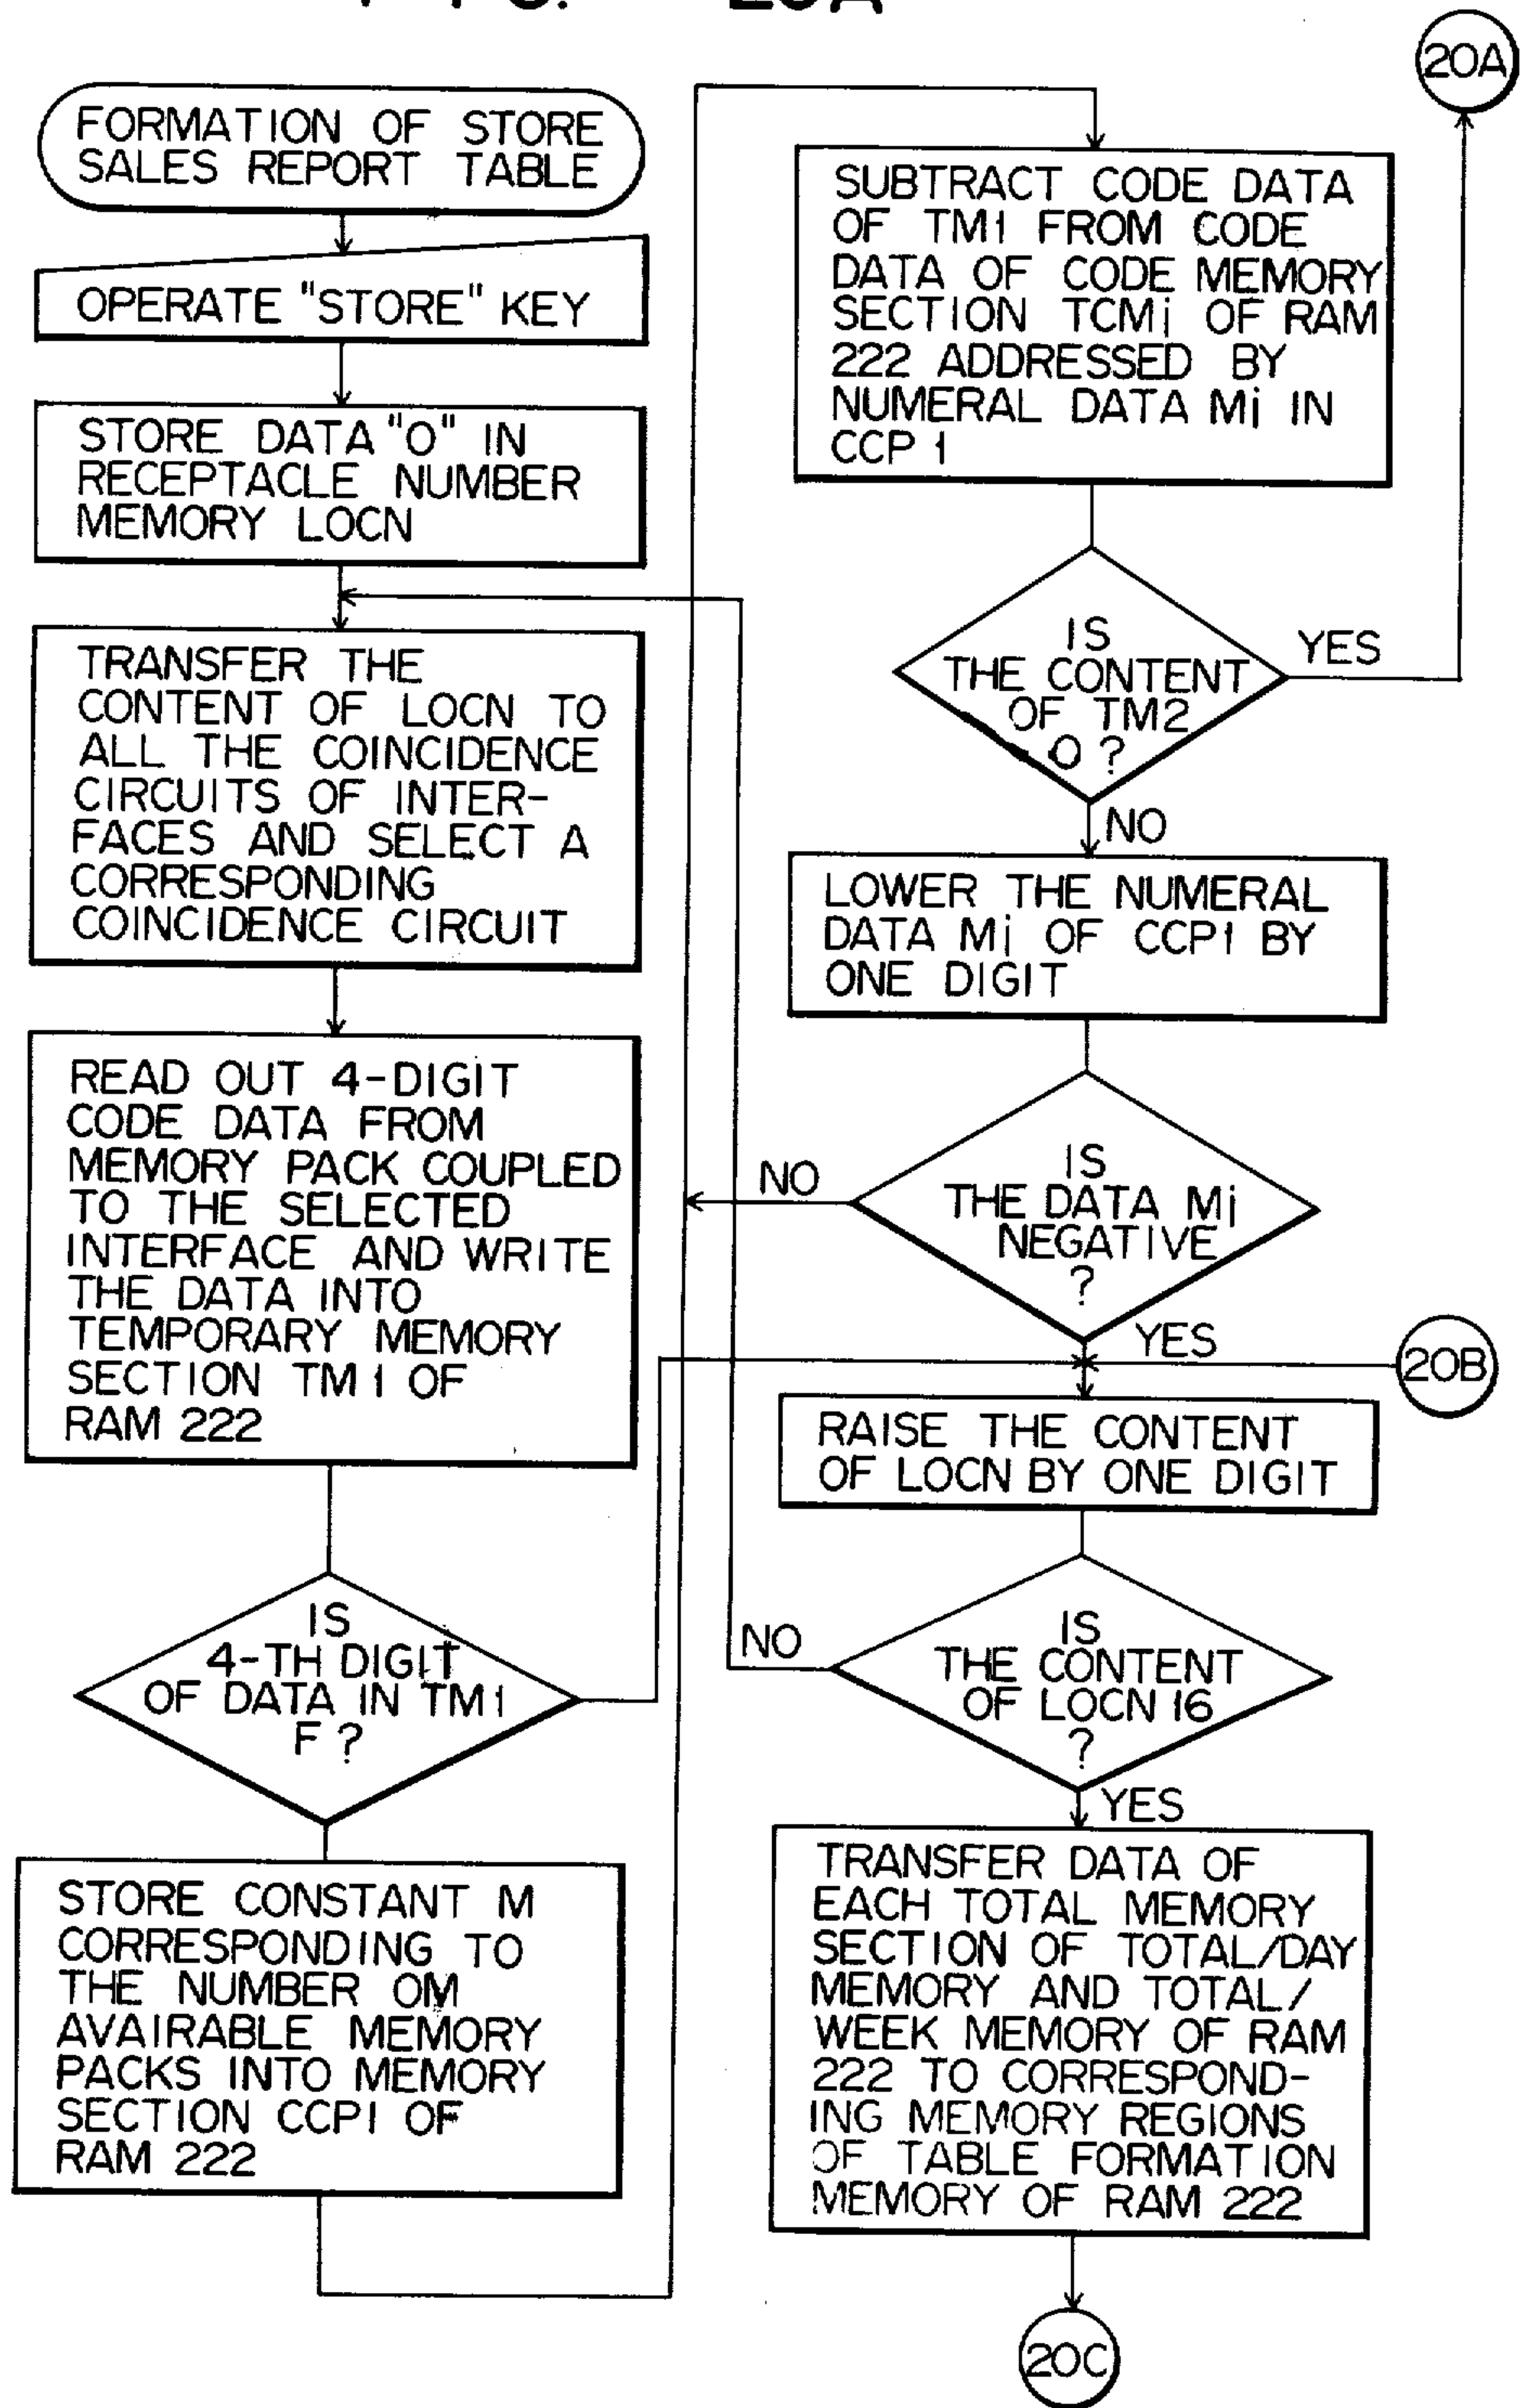 FORMATION OF STORE
SALES REPORT TABLE
OPERATE "STORE" KEY
STORE DATA "0" IN
RECEPTACLE NUMBER
MEMORY LOCN
TRANSFER THE
CONTENT OF LOCN TO
ALL THE COINCIDENCE
CIRCUITS OF INTER-
FACES AND SELECT A
CORRESPONDING
COINCIDENCE CIRCUIT
READ OUT 4-DIGIT
CODE DATA FROM
MEMORY PACK COUPLED
TO THE SELECTED
INTERFACE AND WRITE
THE DATA INTO
TEMPORARY MEMORY
SECTION TM1 OF
RAM 222
IS
4-TH DIGIT
OF DATA IN TM1
F ?
STORE CONSTANT M
CORRESPONDING TO
THE NUMBER OM
AVAIRABLE MEMORY
PACKS INTO MEMORY
SECTION CCP1 OF
RAM 222
20A
SUBTRACT CODE DATA
OF TM1 FROM CODE
DATA OF CODE MEMORY
SECTION TCMi OF RAM
222 ADDRESSED BY
NUMERAL DATA Mi IN
CCP 1
IS
THE CONTENT
OF TM2
0 ?
YES
NO
LOWER THE NUMERAL
DATA Mi OF CCP1 BY
ONE DIGIT
IS
THE DATA Mi
NEGATIVE
?
NO
YES
20B
RAISE THE CONTENT
OF LOCN BY ONE DIGIT
IS
THE CONTENT
OF LOCN 16
?
NO
YES
TRANSFER DATA OF
EACH TOTAL MEMORY
SECTION OF TOTAL/DAY
MEMORY AND TOTAL/
WEEK MEMORY OF RAM
222 TO CORRESPOND-
ING MEMORY REGIONS
OF TABLE FORMATION
MEMORY OF RAM 222
20C